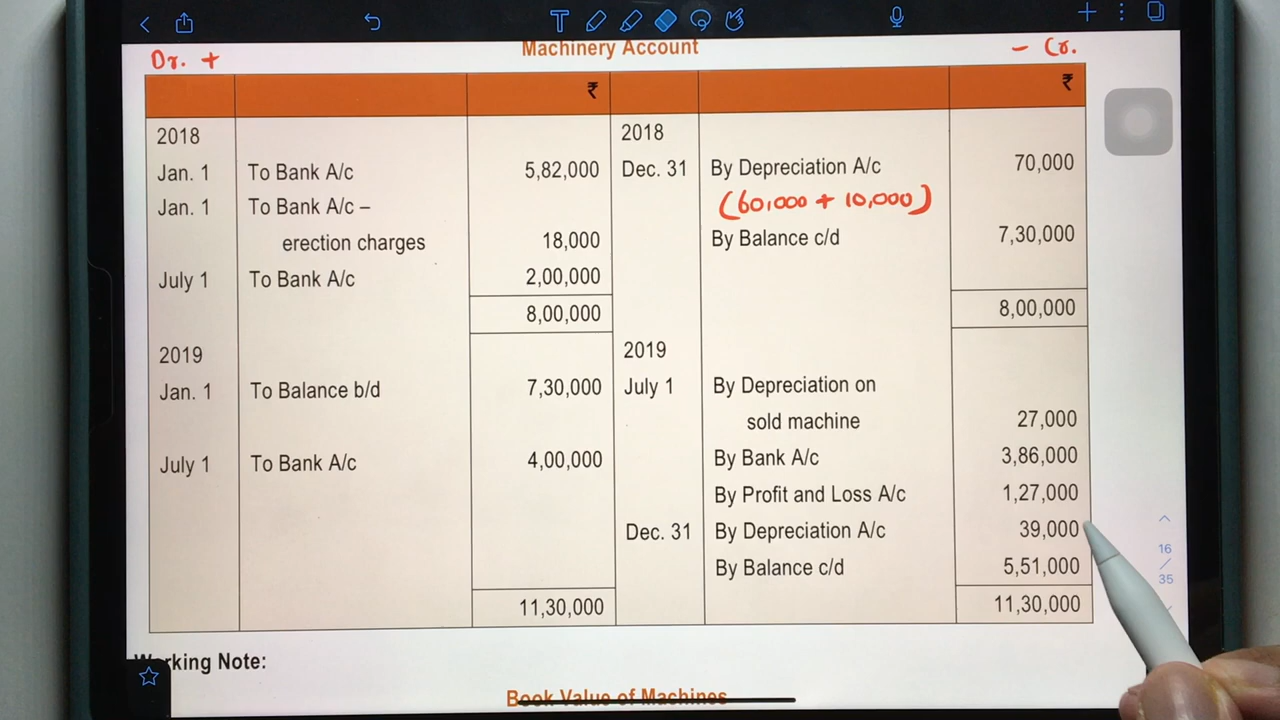 Machinery Account
Dr. +
- Cr.
₹ ₹
2018 2018
Jan. 1 To Bank A/c 5,82,000 Dec. 31 By Depreciation A/c 70,000
Jan. 1 To Bank A/c – (60,000 + 10,000)
erection charges 18,000 By Balance c/d 7,30,000
July 1 To Bank A/c 2,00,000
8,00,000 8,00,000
2019 2019
Jan. 1 To Balance b/d 7,30,000 July 1 By Depreciation on
sold machine 27,000
July 1 To Bank A/c 4,00,000 By Bank A/c 3,86,000
By Profit and Loss A/c 1,27,000
Dec. 31 By Depreciation A/c 39,000
By Balance c/d 5,51,000
11,30,000 11,30,000
16
/
35
Working Note:
Book Value of Machines